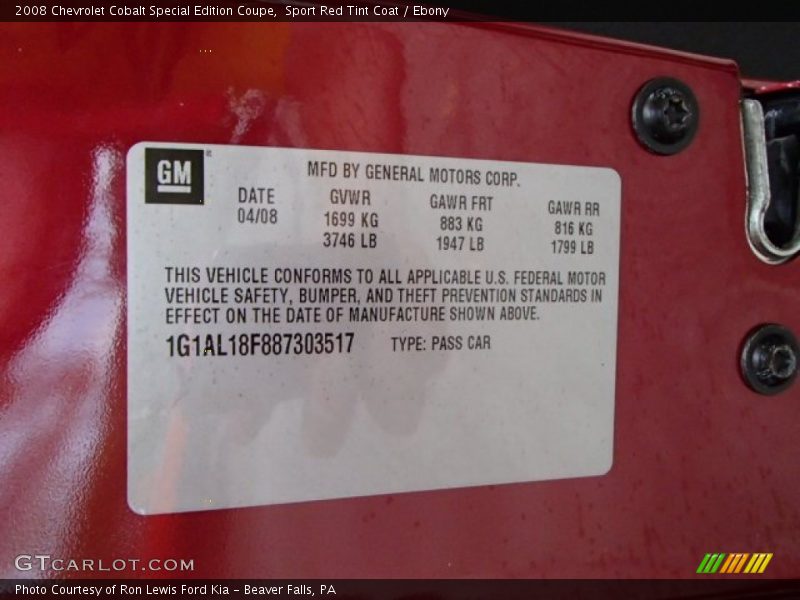 2008 Chevrolet Cobalt Special Edition Coupe,  Sport Red Tint Coat / Ebony
GM
MFD BY GENERAL MOTORS CORP.
DATE GVWR GAWR FRT GAWR RR
04/08 1699 KG 883 KG 816 KG
3746 LB 1947 LB 1799 LB
THIS VEHICLE CONFORMS TO ALL APPLICABLE U.S. FEDERAL MOTOR
VEHICLE SAFETY, BUMPER, AND THEFT PREVENTION STANDARDS IN
EFFECT ON THE DATE OF MANUFACTURE SHOWN ABOVE.
1G1AL18F887303517 TYPE: PASS CAR
GTCARLOT.COM
Photo Courtesy of Ron Lewis Ford Kia - Beaver Falls, PA